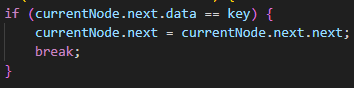 if (currentNode.next.data == key) {
    currentNode.next = currentNode.next.next;
    break;
}